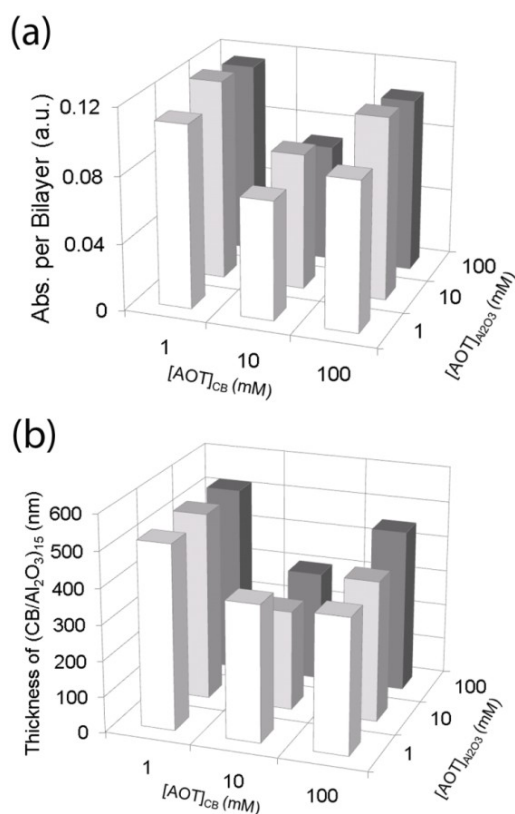 (a)
Abs. per Bilayer (a.u.)
0.12
0.08
0.04
0
1
10
100
[AOT]CB (mM)
1
10
100
[AOT]Al2O3 (mM)
(b)
Thickness of (CB/Al₂O₃)₁₅ (nm)
600
500
400
300
200
100
0
1
10
100
[AOT]CB (mM)
1
10
100
[AOT]Al2O3 (mM)